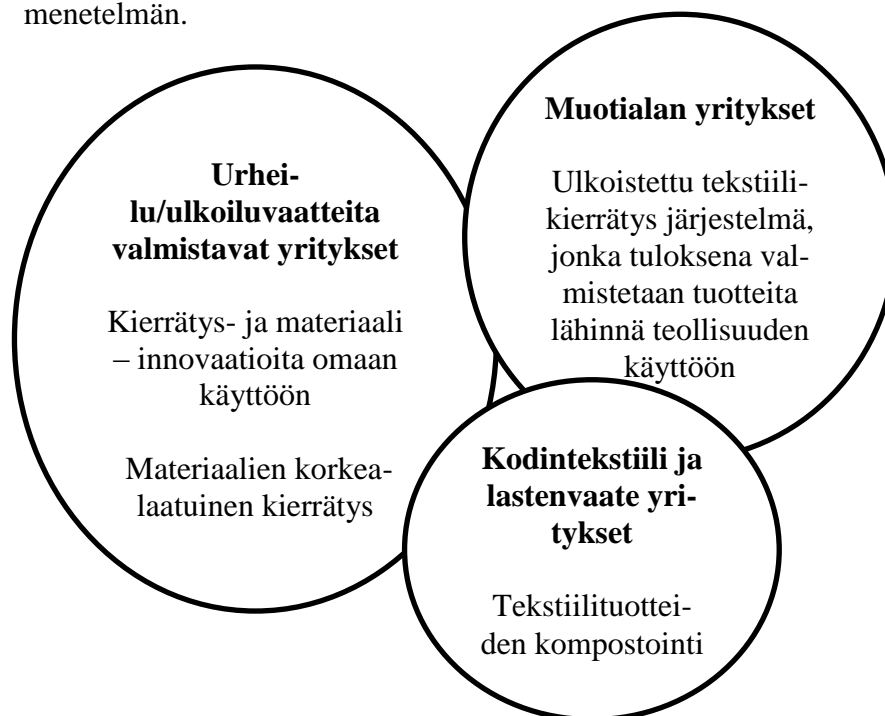 menetelmän.
Urhei-
lu/ulkoiluvaatteita
valmistavat yritykset
Kierrätys- ja materiaali
– innovaatioita omaan
käyttöön
Materiaalien korkea-
laatuinen kierrätys
Muotialan yritykset
Ulkoistettu tekstiili-
kierrätys järjestelmä,
jonka tuloksena val-
mistetaan tuotteita
lähinnä teollisuuden
käyttöön
Kodintekstiili ja
lastenvaate yri-
tykset
Tekstiilituottei-
den kompostointi